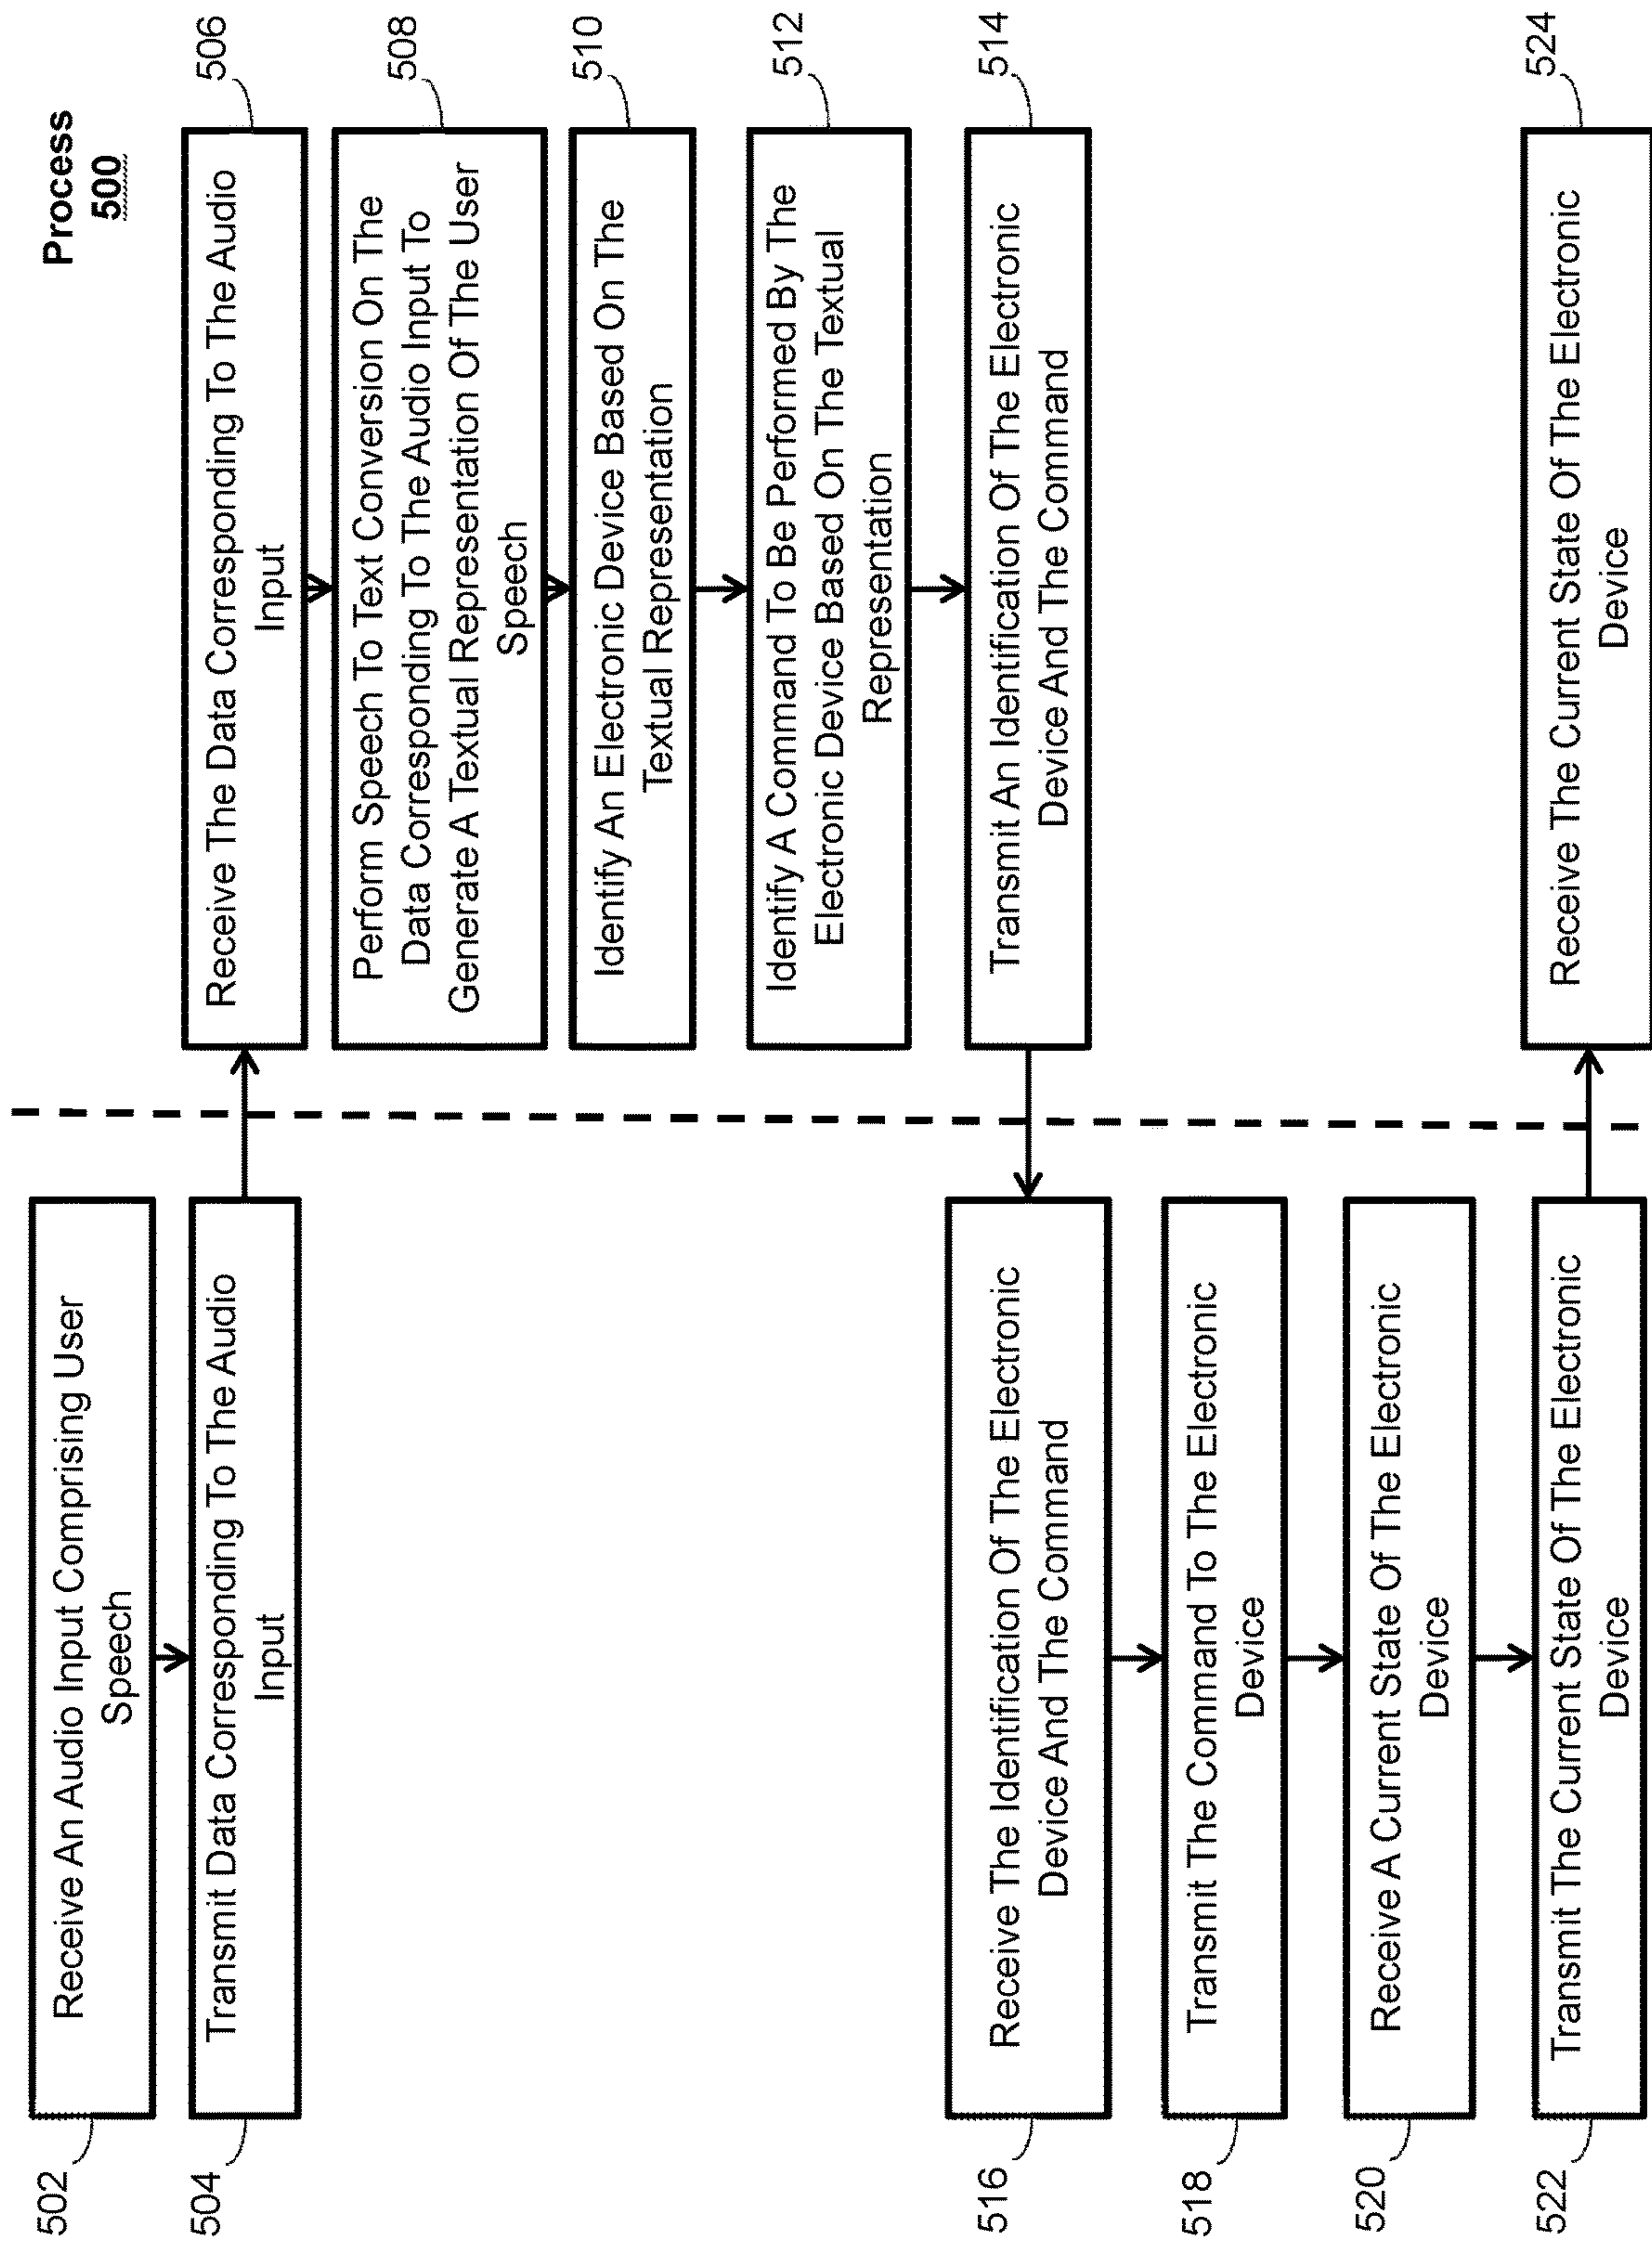 Process
500
502
Receive An Audio Input Comprising User
Speech
504
Transmit Data Corresponding To The Audio
Input
506
Receive The Data Corresponding To The Audio
Input
508
Perform Speech To Text Conversion On The
Data Corresponding To The Audio Input To
Generate A Textual Representation Of The User
Speech
510
Identify An Electronic Device Based On The
Textual Representation
512
Identify A Command To Be Performed By The
Electronic Device Based On The Textual
Representation
514
Transmit An Identification Of The Electronic
Device And The Command
516
Receive The Identification Of The Electronic
Device And The Command
518
Transmit The Command To The Electronic
Device
520
Receive A Current State Of The Electronic
Device
522
Transmit The Current State Of The Electronic
Device
524
Receive The Current State Of The Electronic
Device